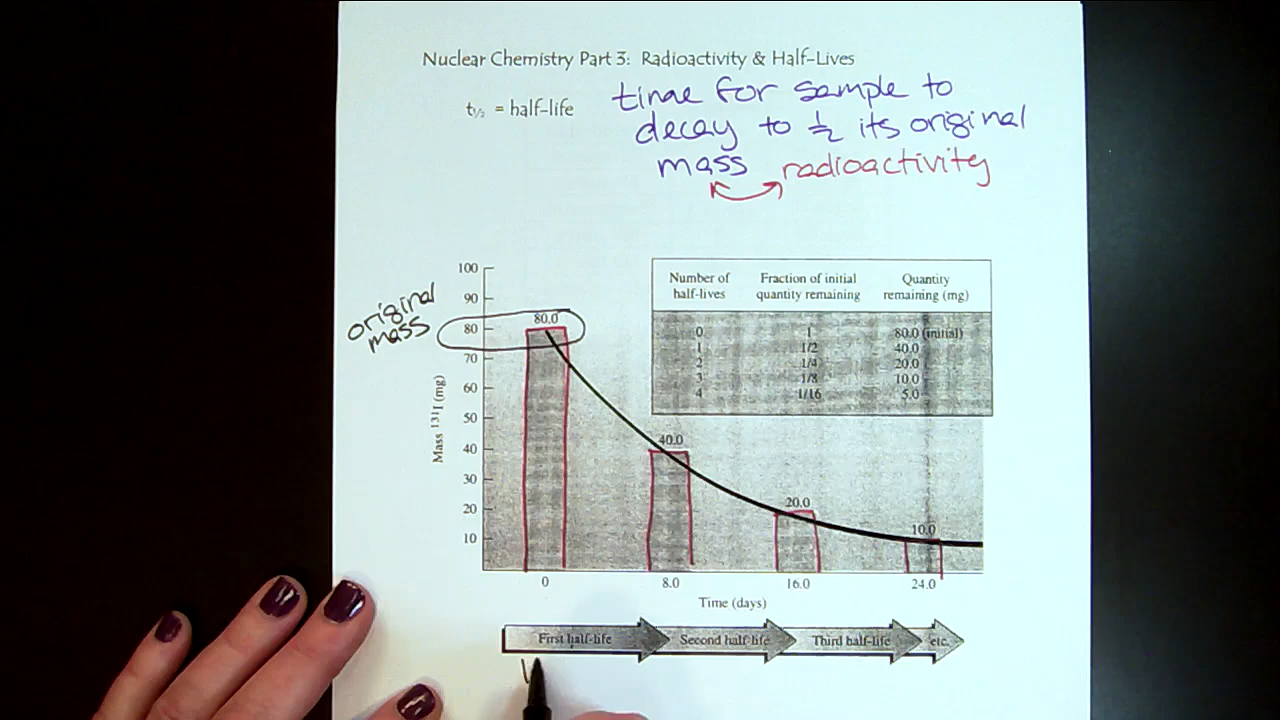 Nuclear Chemistry Part 3: Radioactivity & Half-Lives
t½ = half-life
time for sample to
decay to ½ its original
mass radioactivity
original
mass
100
90
80
70
60
50
40
30
20
10
Mass ¹³¹I (mg)
80.0
40.0
20.0
10.0
Number of half-lives Fraction of initial quantity remaining Quantity remaining (mg)
0 1 80.0 (initial)
1 1/2 40.0
2 1/4 20.0
3 1/8 10.0
4 1/16 5.0
0 8.0 16.0 24.0
Time (days)
First half-life Second half-life Third half-life etc.